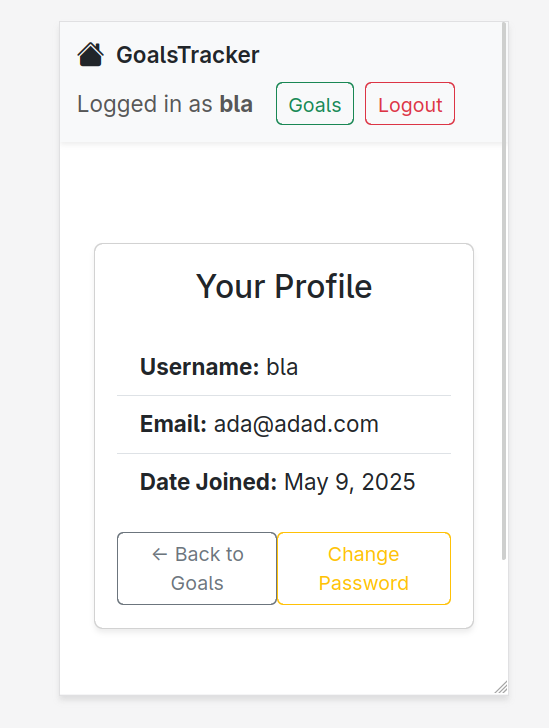 GoalsTracker
Logged in as bla Goals Logout
Your Profile
Username: bla
Email: ada@adad.com
Date Joined: May 9, 2025
← Back to Goals
Change Password